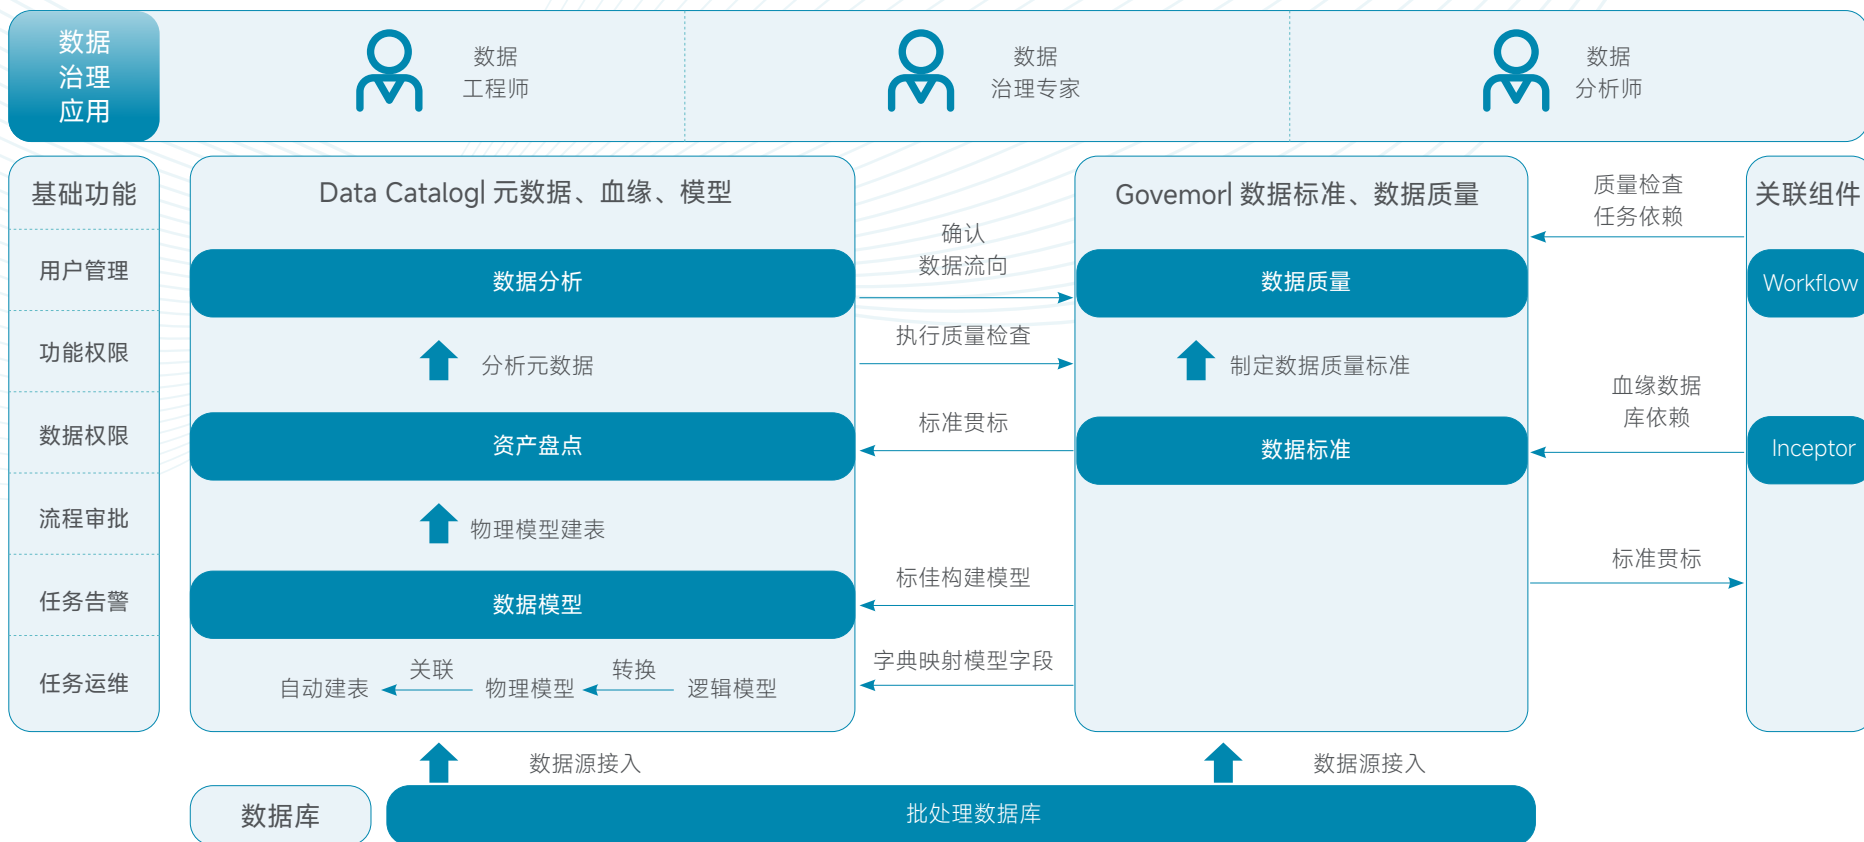 数据
治理
应用
数据
工程师
数据
治理专家
数据
分析师
基础功能
用户管理
功能权限
数据权限
流程审批
任务告警
任务运维
Data Catalog| 元数据、血缘、模型
数据分析
分析元数据
资产盘点
物理模型建表
数据模型
自动建表
关联
物理模型
转换
逻辑模型
确认
数据流向
执行质量检查
标准贯标
标佳构建模型
字典映射模型字段
Govemor| 数据标准、数据质量
数据质量
制定数据质量标准
数据标准
质量检查
任务依赖
血缘数据
库依赖
标准贯标
关联组件
Workflow
Inceptor
数据源接入
数据源接入
数据库
批处理数据库